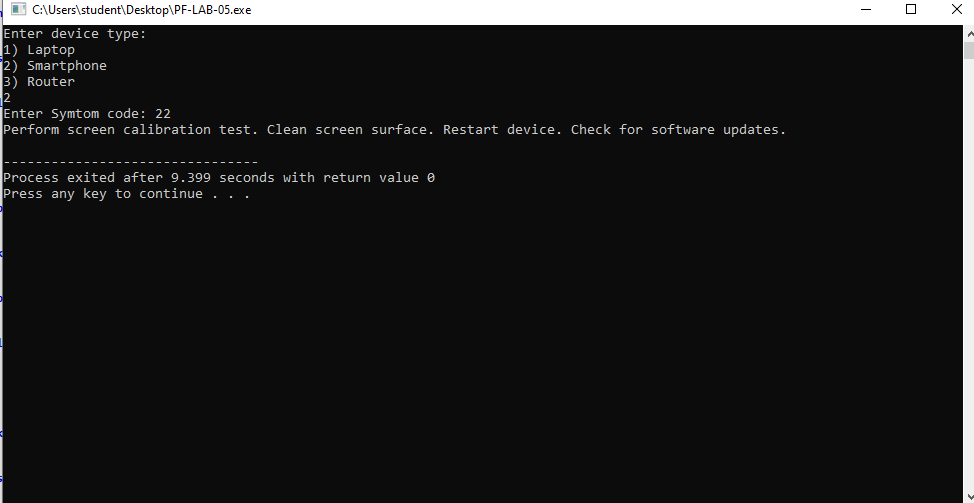 C:\Users\student\Desktop\PF-LAB-05.exe
Enter device type:
1) Laptop
2) Smartphone
3) Router
2
Enter Symtom code: 22
Perform screen calibration test. Clean screen surface. Restart device. Check for software updates.
--------------------------------
Process exited after 9.399 seconds with return value 0
Press any key to continue . . .